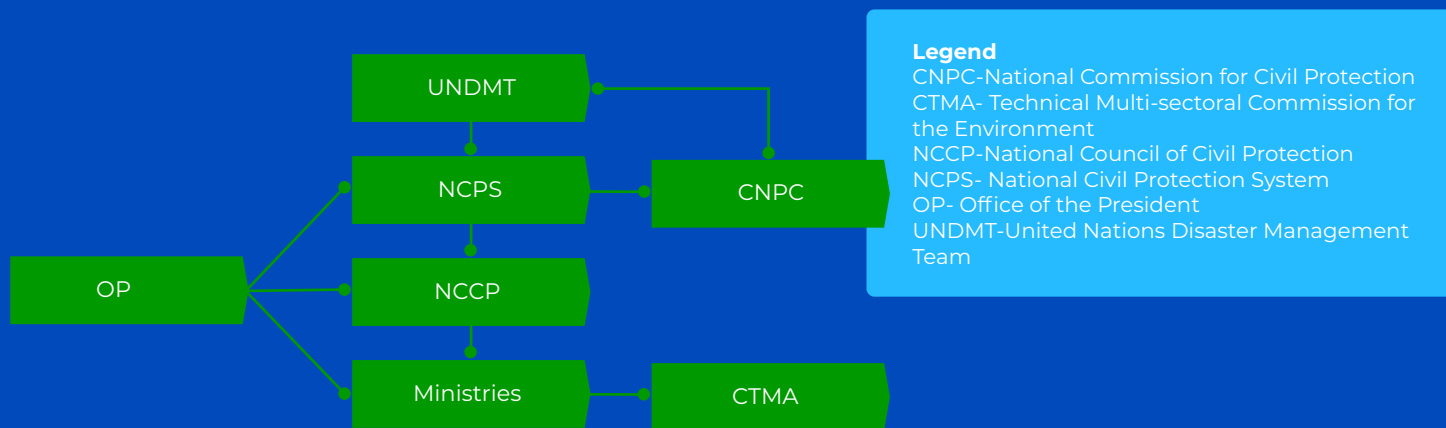 UNDMT
NCPS
CNPC
OP
NCCP
Ministries
CTMA
Legend
CNPC-National Commission for Civil Protection
CTMA- Technical Multi-sectoral Commission for
the Environment
NCCP-National Council of Civil Protection
NCPS- National Civil Protection System
OP- Office of the President
UNDMT-United Nations Disaster Management
Team